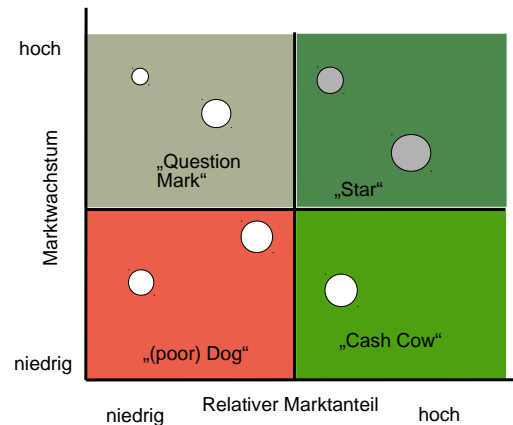 hoch
Marktwachstum
„Question
Mark“
„Star“
„(poor) Dog“
„Cash Cow“
niedrig
niedrig
Relativer Marktanteil
hoch